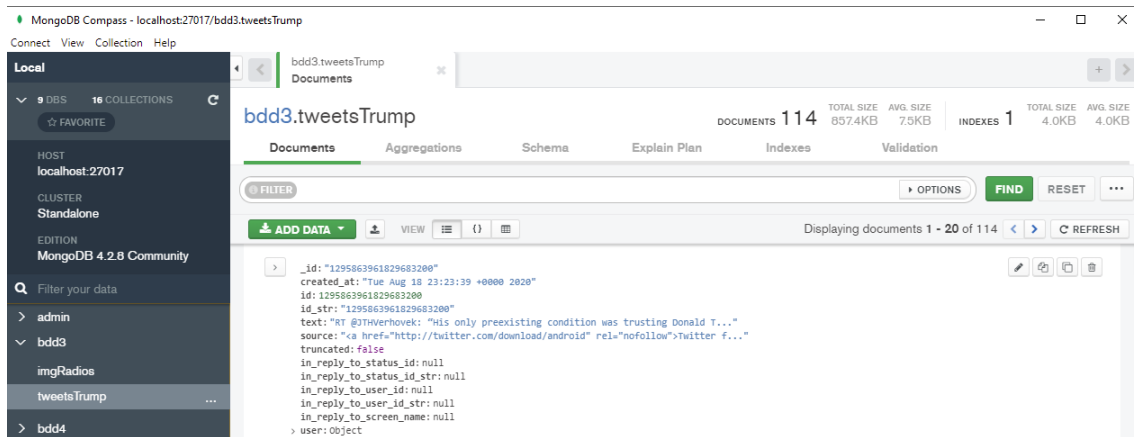 MongoDB Compass - localhost:27017/bdd3.tweetsTrump
Connect View Collection Help
Local
9 DBS 16 COLLECTIONS
FAVORITE
HOST
localhost:27017
CLUSTER
Standalone
EDITION
MongoDB 4.2.8 Community
Filter your data
admin
bdd3
imgRadios
tweetsTrump ...
bdd4
bdd3.tweetsTrump
Documents
bdd3.tweetsTrump
DOCUMENTS 114 TOTAL SIZE 857.4KB AVG. SIZE 7.5KB INDEXES 1 TOTAL SIZE 4.0KB AVG. SIZE 4.0KB
Documents Aggregations Schema Explain Plan Indexes Validation
FILTER OPTIONS FIND RESET ...
ADD DATA VIEW {} Displaying documents 1 - 20 of 114 < > REFRESH
_id: "1295863961829683200"
created_at: "Tue Aug 18 23:23:39 +0000 2020"
id: 1295863961829683200
id_str: "1295863961829683200"
text: "RT @JTHVerhovek: “His only preexisting condition was trusting Donald T..."
source: "<a href="http://twitter.com/download/android" rel="nofollow">Twitter f..."
truncated: false
in_reply_to_status_id: null
in_reply_to_status_id_str: null
in_reply_to_user_id: null
in_reply_to_user_id_str: null
in_reply_to_screen_name: null
> user: Object